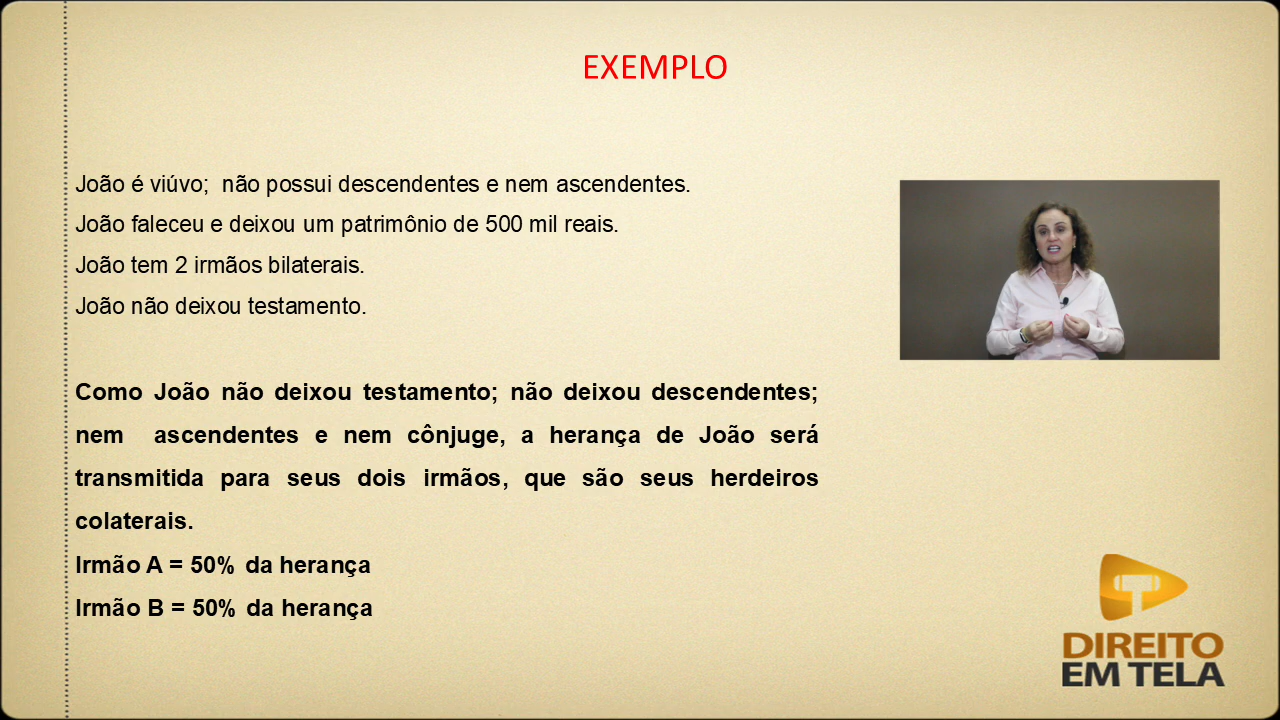 EXEMPLO
João é viúvo;  não possui descendentes e nem ascendentes.
João faleceu e deixou um patrimônio de 500 mil reais.
João tem 2 irmãos bilaterais.
João não deixou testamento.
Como João não deixou testamento; não deixou descendentes;
nem  ascendentes e nem cônjuge, a herança de João será
transmitida para seus dois irmãos, que são seus herdeiros
colaterais.
Irmão A = 50% da herança
Irmão B = 50% da herança
DIREITO
EM TELA